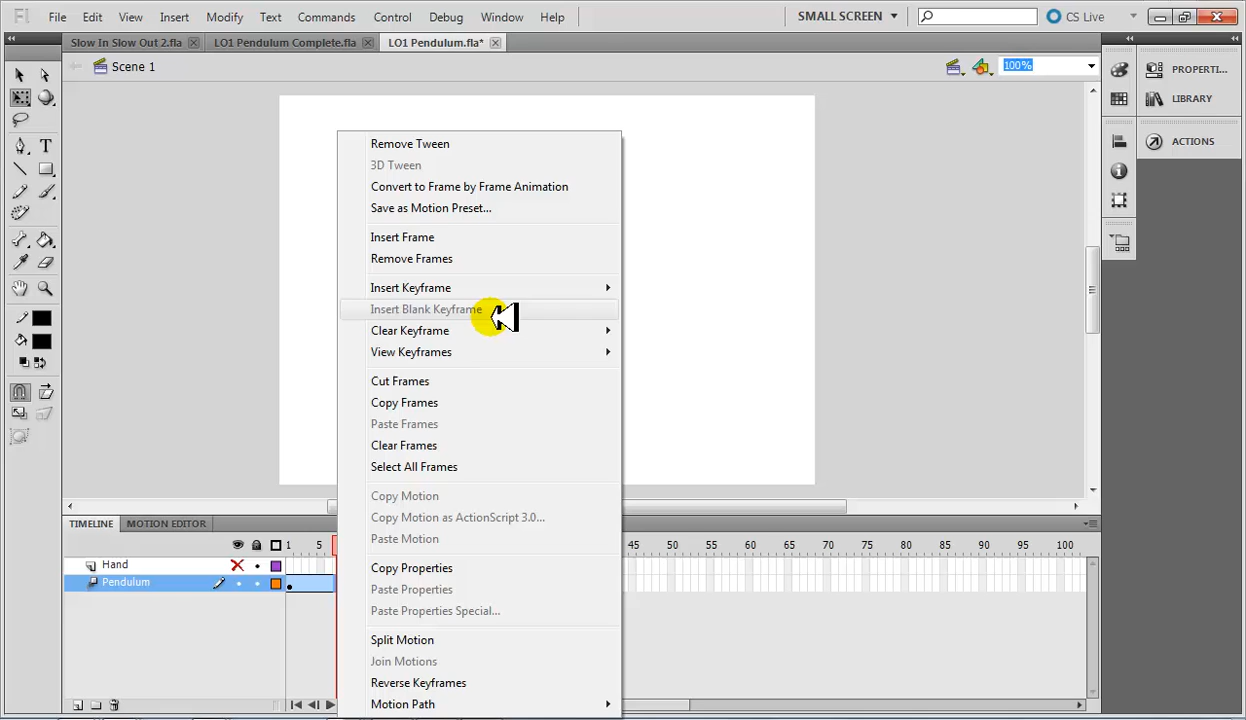 Fl File Edit View Insert Modify Text Commands Control Debug Window Help SMALL SCREEN CS Live
Slow In Slow Out 2.fla LO1 Pendulum Complete.fla LO1 Pendulum.fla*
Scene 1 100%
PROPERTI...
LIBRARY
ACTIONS
Remove Tween
3D Tween
Convert to Frame by Frame Animation
Save as Motion Preset...
Insert Frame
Remove Frames
Insert Keyframe
Insert Blank Keyframe
Clear Keyframe
View Keyframes
Cut Frames
Copy Frames
Paste Frames
Clear Frames
Select All Frames
Copy Motion
Copy Motion as ActionScript 3.0...
Paste Motion
Copy Properties
Paste Properties
Paste Properties Special...
Split Motion
Join Motions
Reverse Keyframes
Motion Path
TIMELINE MOTION EDITOR
1 5 45 50 55 60 65 70 75 80 85 90 95 100
Hand
Pendulum